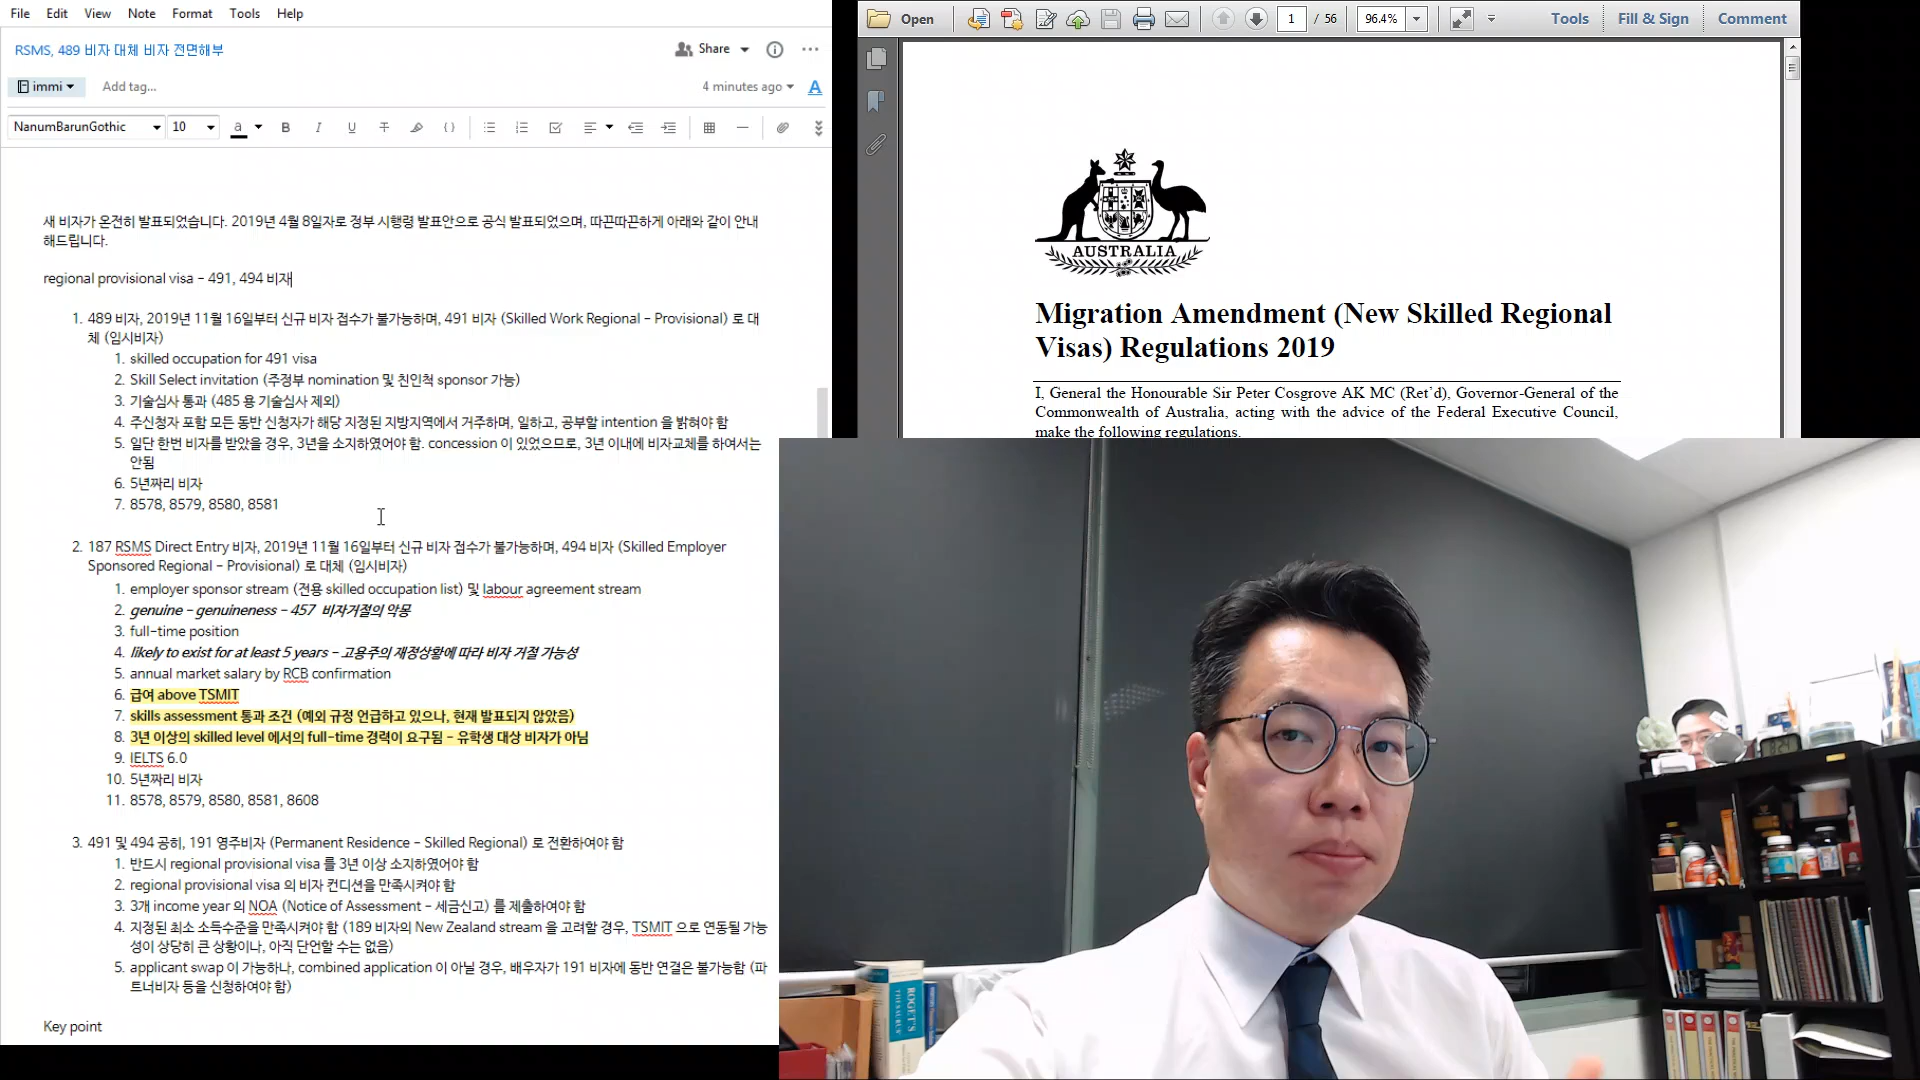 File Edit View Note Format Tools Help
RSMS, 489 비자 대체 비자 전면해부
Share
immi
Add tag...
4 minutes ago
A
NanumBarunGothic 10 a B I U T { }
새 비자가 온전히 발표되었습니다. 2019년 4월 8일자로 정부 시행령 발표안으로 공식 발표되었으며, 따끈따끈하게 아래와 같이 안내
해드립니다.
regional provisional visa - 491, 494 비자
1. 489 비자, 2019년 11월 16일부터 신규 비자 접수가 불가능하며, 491 비자 (Skilled Work Regional - Provisional) 로 대
체 (임시비자)
1. skilled occupation for 491 visa
2. Skill Select invitation (주정부 nomination 및 친인척 sponsor 가능)
3. 기술심사 통과 (485 용 기술심사 제외)
4. 주신청자 포함 모든 동반 신청자가 해당 지정된 지방지역에서 거주하며, 일하고, 공부할 intention 을 밝혀야 함
5. 일단 한번 비자를 받았을 경우, 3년을 소지하였어야 함. concession 이 있었으므로, 3년 이내에 비자교체를 하여서는
안됨
6. 5년짜리 비자
7. 8578, 8579, 8580, 8581
2. 187 RSMS Direct Entry 비자, 2019년 11월 16일부터 신규 비자 접수가 불가능하며, 494 비자 (Skilled Employer
Sponsored Regional - Provisional) 로 대체 (임시비자)
1. employer sponsor stream (전용 skilled occupation list) 및 labour agreement stream
2. genuine - genuineness - 457 비자거절의 악몽
3. full-time position
4. likely to exist for at least 5 years - 고용주의 재정상황에 따라 비자 거절 가능성
5. annual market salary by RCB confirmation
6. 급여 above TSMIT
7. skills assessment 통과 조건 (예외 규정 언급하고 있으나, 현재 발표되지 않았음)
8. 3년 이상의 skilled level 에서의 full-time 경력이 요구됨 - 유학생 대상 비자가 아님
9. IELTS 6.0
10. 5년짜리 비자
11. 8578, 8579, 8580, 8581, 8608
3. 491 및 494 공히, 191 영주비자 (Permanent Residence - Skilled Regional) 로 전환하여야 함
1. 반드시 regional provisional visa 를 3년 이상 소지하였어야 함
2. regional provisional visa 의 비자 컨디션을 만족시켜야 함
3. 3개 income year 의 NOA (Notice of Assessment - 세금신고) 를 제출하여야 함
4. 지정된 최소 소득수준을 만족시켜야 함 (189 비자의 New Zealand stream 을 고려할 경우, TSMIT 으로 연동될 가능
성이 상당히 큰 상황이나, 아직 단언할 수는 없음)
5. applicant swap 이 가능하나, combined application 이 아닐 경우, 배우자가 191 비자에 동반 연결은 불가능함 (파
트너비자 등을 신청하여야 함)
Key point
Open 1 / 56 96.4% Tools Fill & Sign Comment
AUSTRALIA
Migration Amendment (New Skilled Regional
Visas) Regulations 2019
I, General the Honourable Sir Peter Cosgrove AK MC (Ret'd), Governor-General of the
Commonwealth of Australia, acting with the advice of the Federal Executive Council,
make the following regulations.
ROGET'S